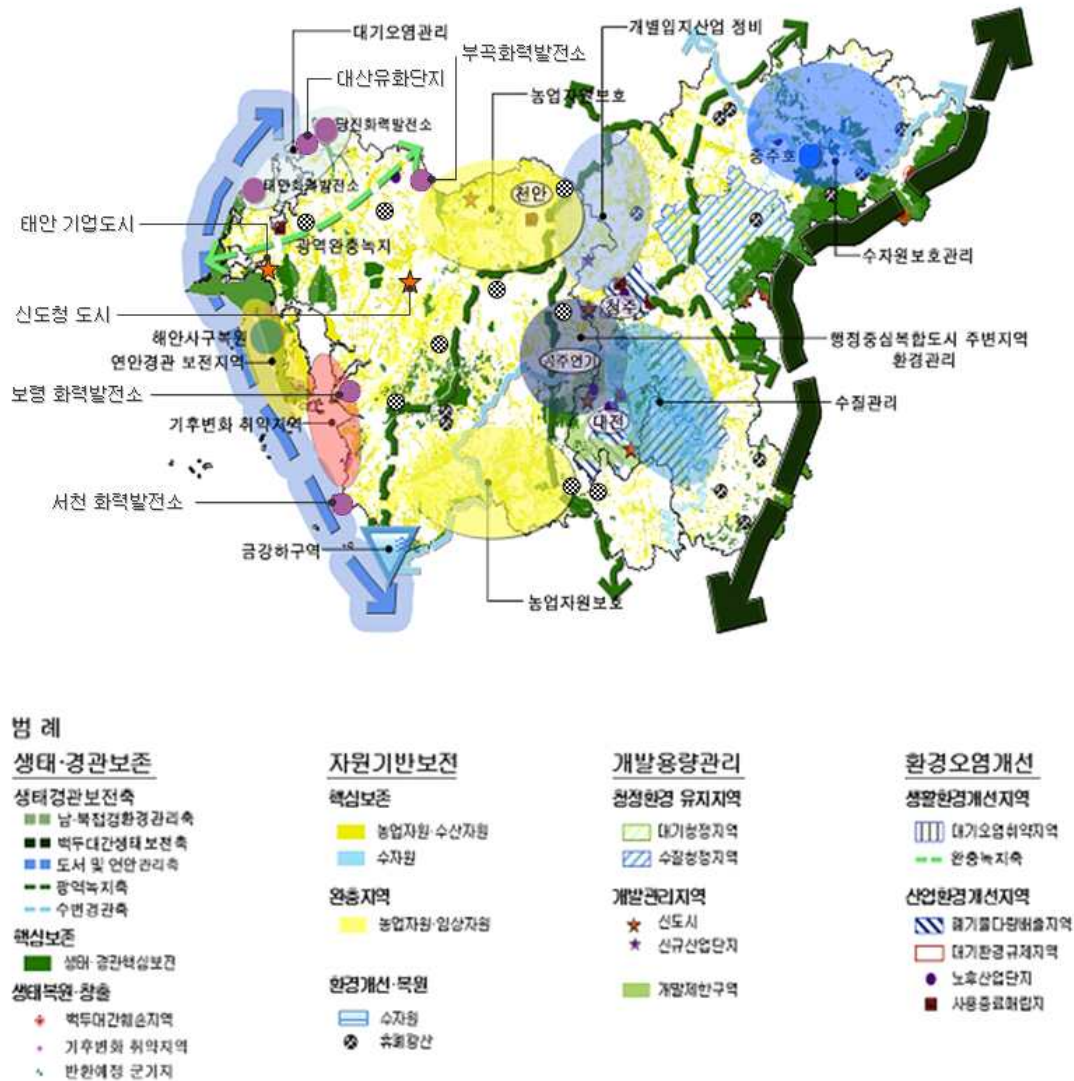 대기오염관리
개별입지산업 정비
부곡화력발전소
대산유화단지
농업자원보호
당진화력발전소
충주호
태안화력발전소
천안
태안 기업도시
광역완충녹지
수자원보호관리
신도청 도시
청주
해안사구복원
행정중심복합도시 주변지역
환경관리
연안경관 보전지역
공주연기
보령 화력발전소
수질관리
기후변화 취약지역
대전
서천 화력발전소
금강하구역
농업자원보호
범 례
생태·경관보존
생태경관보전축
남·북접경환경관리축
백두대간생태보전축
도서 및 연안관리축
광역녹지축
수변경관축
핵심보존
생태·경관핵심보전
생태복원·창출
백두대간훼손지역
기후변화 취약지역
반환예정 군기지
자원기반보전
핵심보존
농업자원·수산자원
수자원
완충지역
농업자원·임상자원
환경개선·복원
수자원
휴폐광산
개발용량관리
청정환경 유지지역
대기청정지역
수질청정지역
개발관리지역
신도시
신규산업단지
개발제한구역
환경오염개선
생활환경개선지역
대기오염취약지역
완충녹지축
산업환경개선지역
폐기물다량배출지역
대기환경규제지역
노후산업단지
사용종료매립지